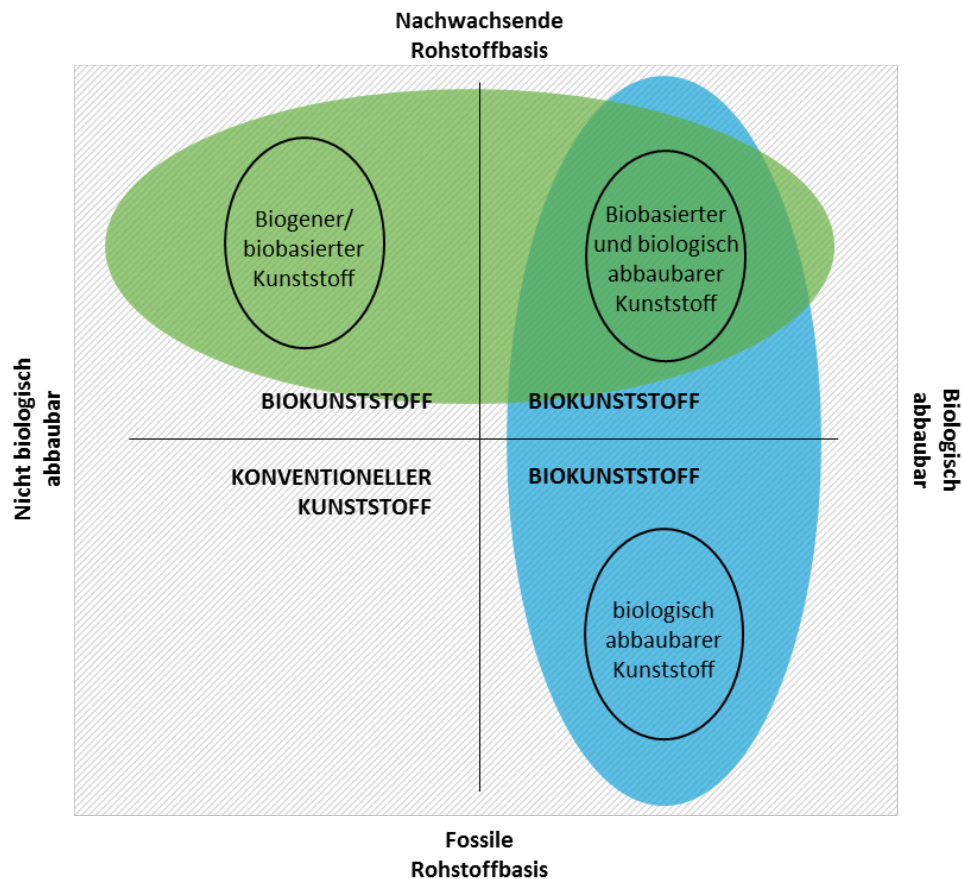 Nachwachsende
Rohstoffbasis
Biogener/
biobasierter
Kunststoff
Biobasierter
und biologisch
abbaubarer
Kunststoff
BIOKUNSTSTOFF
BIOKUNSTSTOFF
Nicht biologisch
abbaubar
Biologisch
abbaubar
KONVENTIONELLER
KUNSTSTOFF
BIOKUNSTSTOFF
biologisch
abbaubarer
Kunststoff
Fossile
Rohstoffbasis